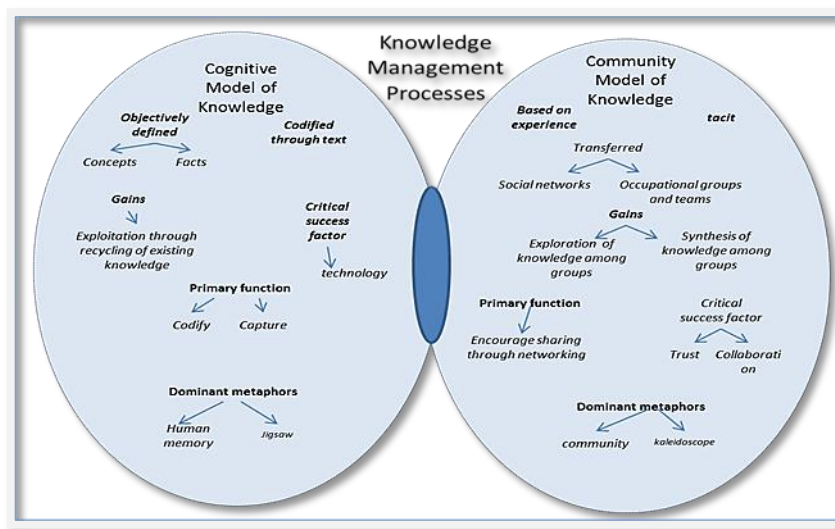 Knowledge
Management
Processes
Cognitive
Model of
Knowledge
Objectively
defined
Codified
through text
Concepts
Facts
Gains
Exploitation through
recycling of existing
knowledge
Critical
success
factor
technology
Primary function
Codify
Capture
Dominant metaphors
Human
memory
Jigsaw
Community
Model of
Knowledge
Based on
experience
tacit
Transferred
Social networks
Occupational groups
and teams
Gains
Exploration of
knowledge among
groups
Synthesis of
knowledge among
groups
Primary function
Encourage sharing
through networking
Critical
success factor
Trust
Collaborati
on
Dominant metaphors
community
kaleidoscope